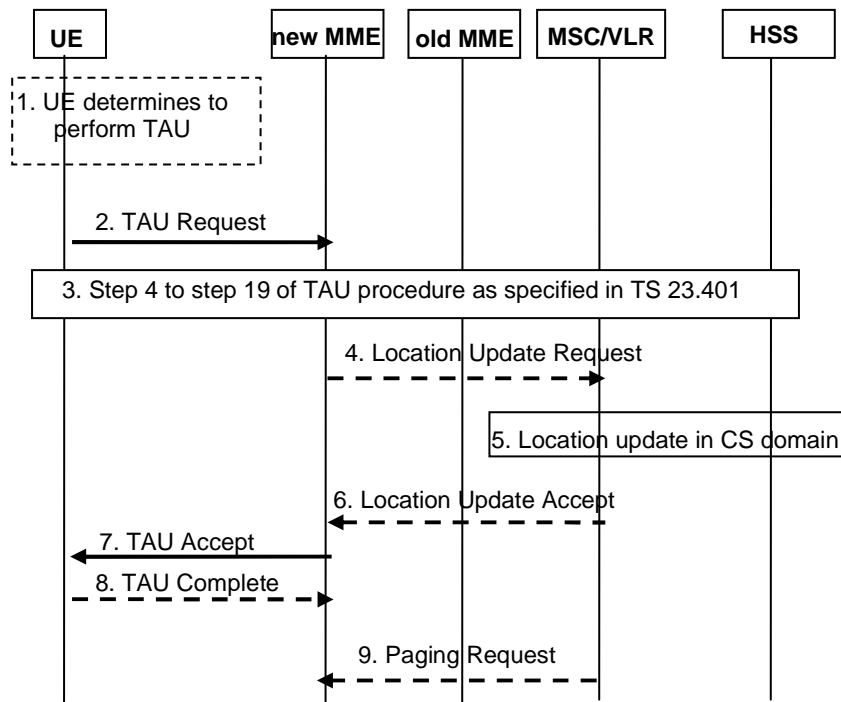 UE
new MME
old MME
MSC/VLR
HSS
1. UE determines to
perform TAU
2. TAU Request
3. Step 4 to step 19 of TAU procedure as specified in TS 23.401
4. Location Update Request
5. Location update in CS domain
6. Location Update Accept
7. TAU Accept
8. TAU Complete
9. Paging Request